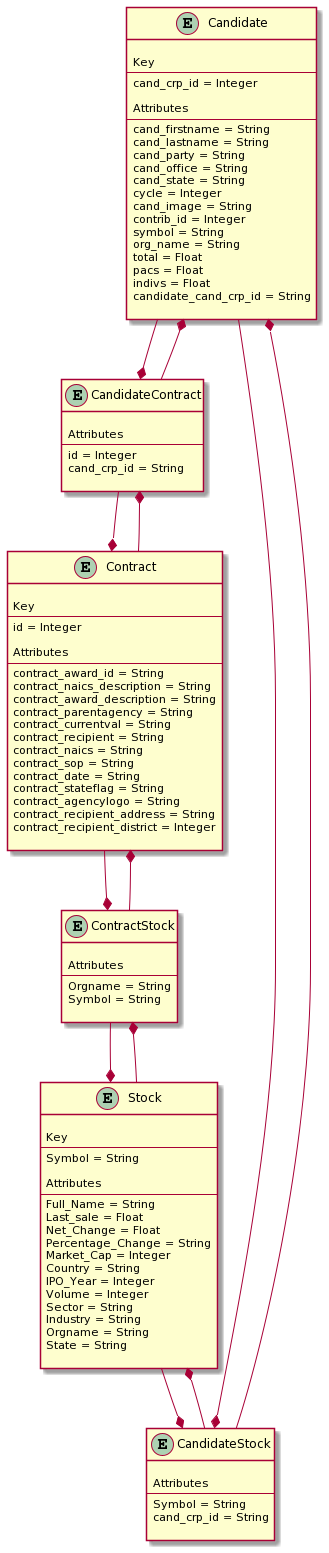 E Candidate
Key
cand_crp_id = Integer
Attributes
cand_firstname = String
cand_lastname = String
cand_party = String
cand_office = String
cand_state = String
cycle = Integer
cand_image = String
contrib_id = Integer
symbol = String
org_name = String
total = Float
pacs = Float
indivs = Float
candidate_cand_crp_id = String
E CandidateContract
Attributes
id = Integer
cand_crp_id = String
E Contract
Key
id = Integer
Attributes
contract_award_id = String
contract_naics_description = String
contract_award_description = String
contract_parentagency = String
contract_currentval = String
contract_recipient = String
contract_naics = String
contract_sop = String
contract_date = String
contract_stateflag = String
contract_agencylogo = String
contract_recipient_address = String
contract_recipient_district = Integer
E ContractStock
Attributes
Orgname = String
Symbol = String
E Stock
Key
Symbol = String
Attributes
Full_Name = String
Last_sale = Float
Net_Change = Float
Percentage_Change = String
Market_Cap = Integer
Country = String
IPO_Year = Integer
Volume = Integer
Sector = String
Industry = String
Orgname = String
State = String
E CandidateStock
Attributes
Symbol = String
cand_crp_id = String